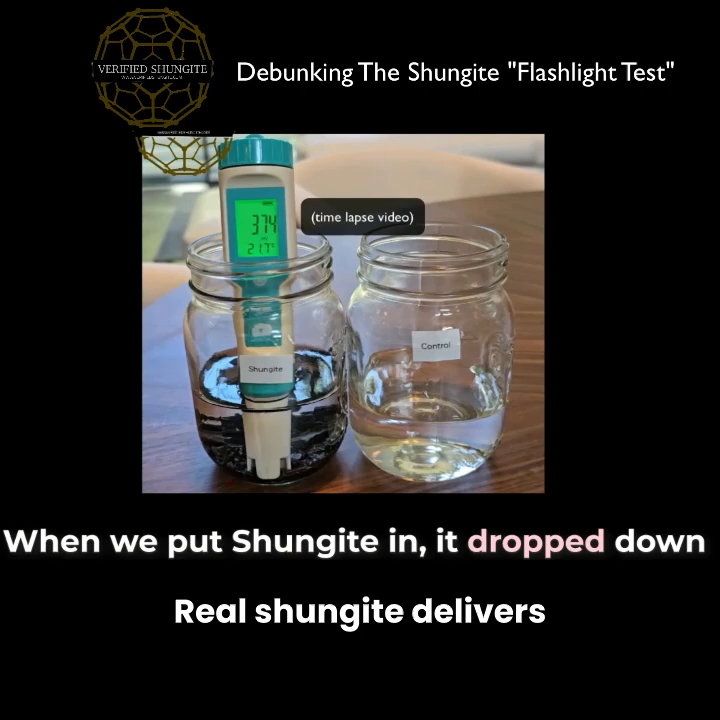 VERIFIED SHUNGITE
Debunking The Shungite "Flashlight Test"
(time lapse video)
374
21.7°
Control
Shungite
When we put Shungite in, it dropped down
Real shungite delivers